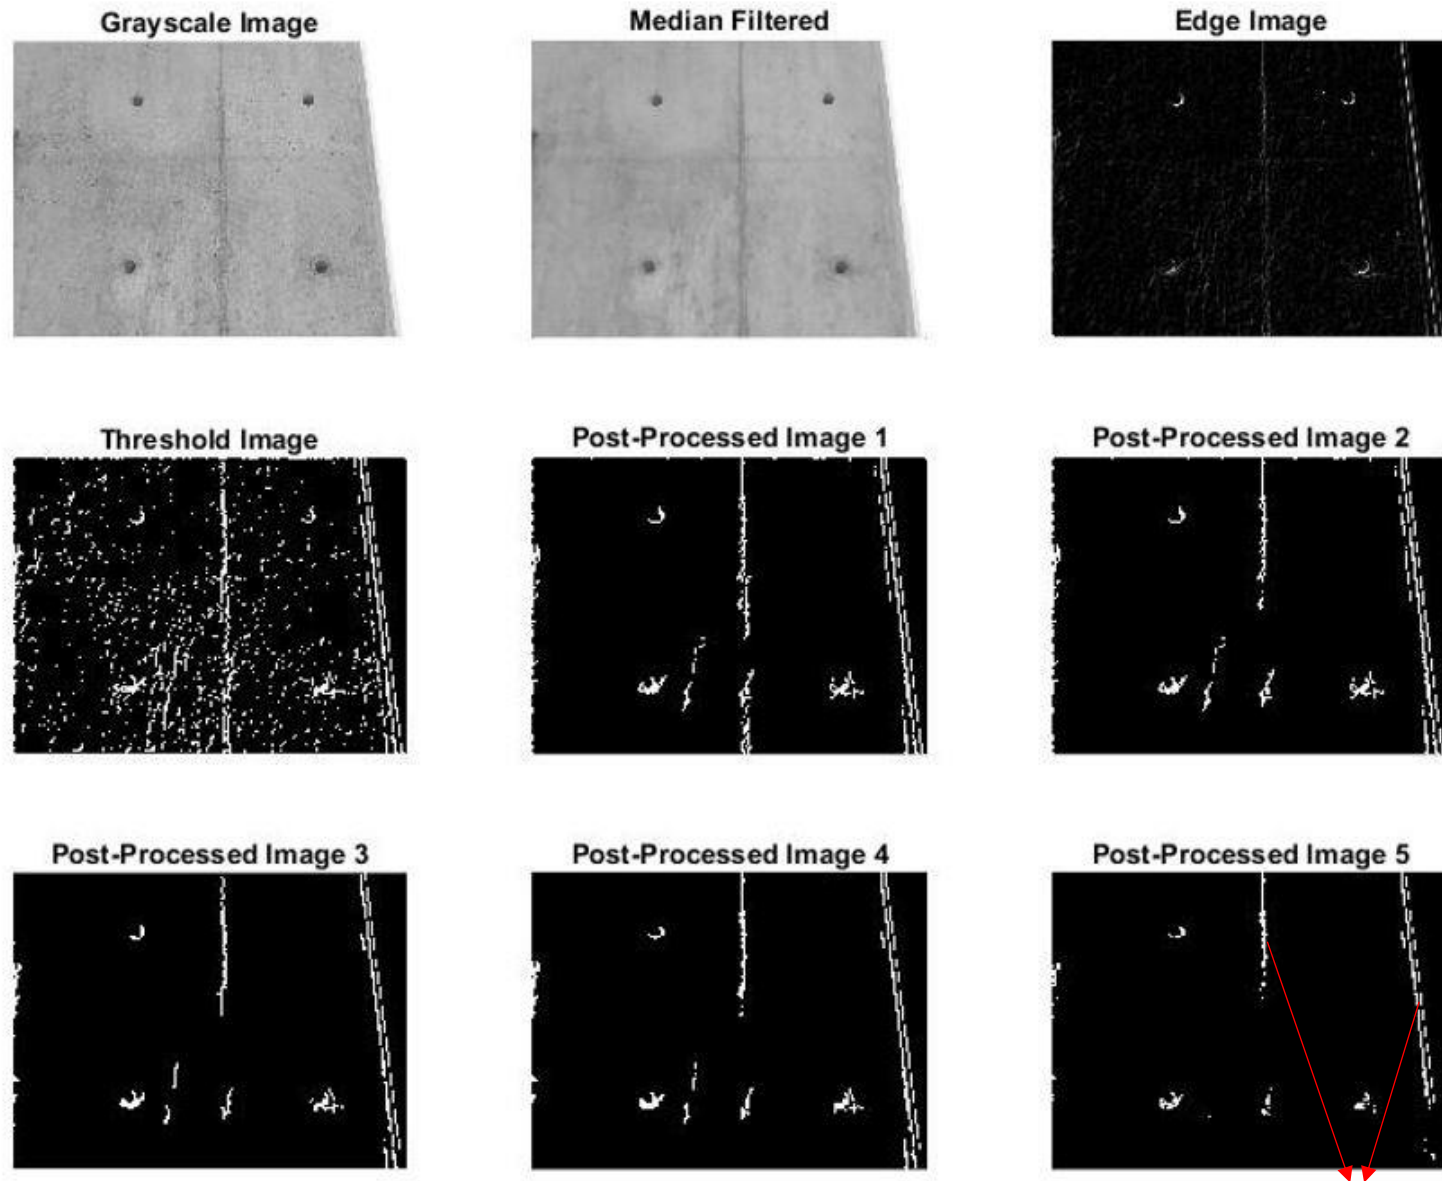 Grayscale Image
Median Filtered
Edge Image
Threshold Image
Post-Processed Image 1
Post-Processed Image 2
Post-Processed Image 3
Post-Processed Image 4
Post-Processed Image 5